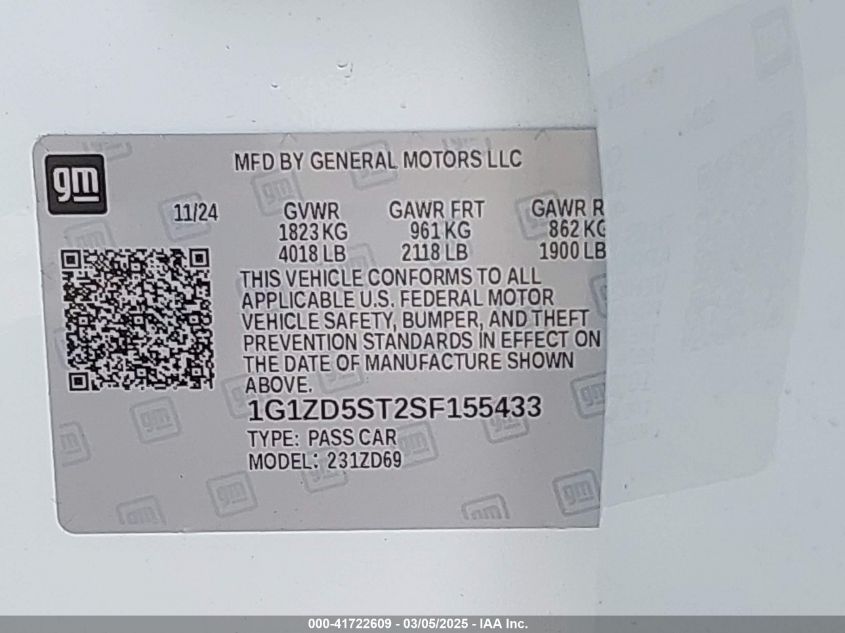 gm
MFD BY GENERAL MOTORS LLC
11/24 GVWR GAWR FRT GAWR R
1823 KG 961 KG 862 KG
4018 LB 2118 LB 1900 LB
THIS VEHICLE CONFORMS TO ALL
APPLICABLE U.S. FEDERAL MOTOR
VEHICLE SAFETY, BUMPER, AND THEFT
PREVENTION STANDARDS IN EFFECT ON
THE DATE OF MANUFACTURE SHOWN
ABOVE.
1G1ZD5ST2SF155433
TYPE: PASS CAR
MODEL: 231ZD69
000-41722609 - 03/05/2025 - IAA Inc.